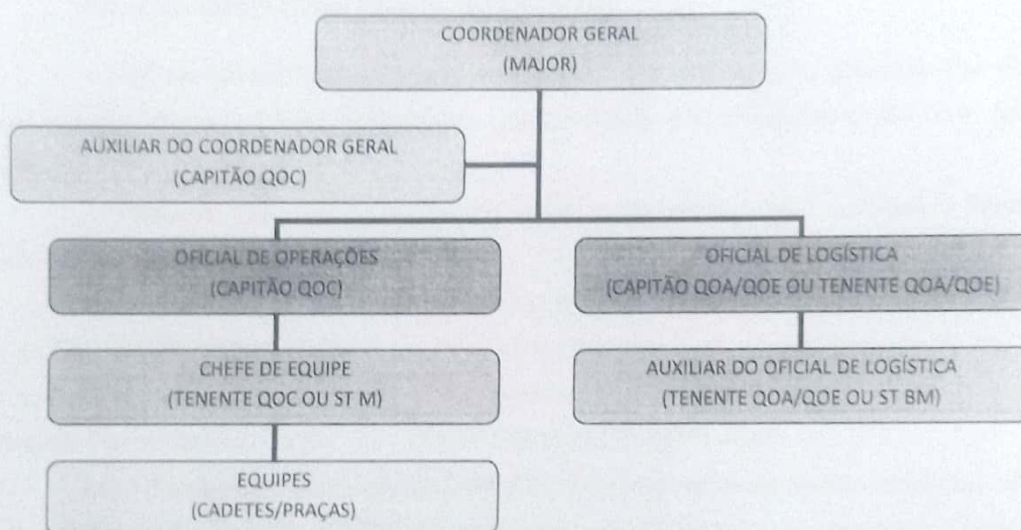 COORDENADOR GERAL
(MAJOR)
AUXILIAR DO COORDENADOR GERAL
(CAPITÃO QOC)
OFICIAL DE OPERAÇÕES
(CAPITÃO QOC)
OFICIAL DE LOGÍSTICA
(CAPITÃO QOA/QOE OU TENENTE QOA/QOE)
CHEFE DE EQUIPE
(TENENTE QOC OU ST M)
AUXILIAR DO OFICIAL DE LOGÍSTICA
(TENENTE QOA/QOE OU ST BM)
EQUIPES
(CADETES/PRAÇAS)